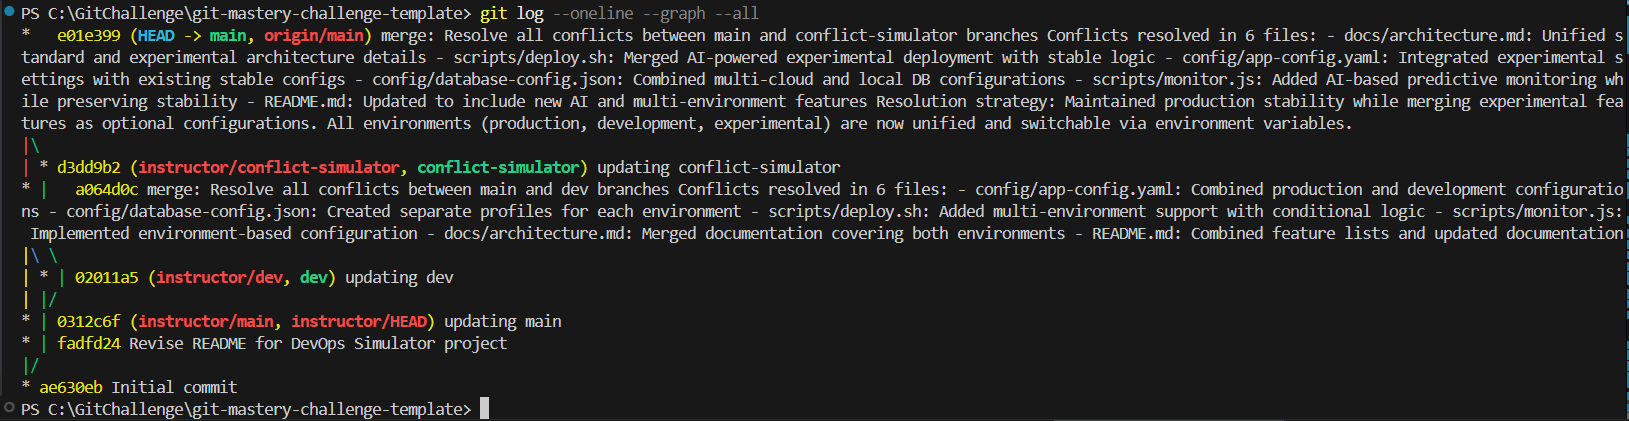 PS C:\GitChallenge\git-mastery-challenge-template> git log --oneline --graph --all
*   e01e399 (HEAD -> main, origin/main) merge: Resolve all conflicts between main and conflict-simulator branches Conflicts resolved in 6 files: - docs/architecture.md: Unified s
tandard and experimental architecture details - scripts/deploy.sh: Merged AI-powered experimental deployment with stable logic - config/app-config.yaml: Integrated experimental s
ettings with existing stable configs - config/database-config.json: Combined multi-cloud and local DB configurations - scripts/monitor.js: Added AI-based predictive monitoring wh
ile preserving stability - README.md: Updated to include new AI and multi-environment features Resolution strategy: Maintained production stability while merging experimental fea
tures as optional configurations. All environments (production, development, experimental) are now unified and switchable via environment variables.
|\
| * d3dd9b2 (instructor/conflict-simulator, conflict-simulator) updating conflict-simulator
* |   a064d0c merge: Resolve all conflicts between main and dev branches Conflicts resolved in 6 files: - config/app-config.yaml: Combined production and development configuratio
ns - config/database-config.json: Created separate profiles for each environment - scripts/deploy.sh: Added multi-environment support with conditional logic - scripts/monitor.js:
 Implemented environment-based configuration - docs/architecture.md: Merged documentation covering both environments - README.md: Combined feature lists and updated documentation
|\ \
| * | 02011a5 (instructor/dev, dev) updating dev
| |/
* | 0312c6f (instructor/main, instructor/HEAD) updating main
* | fadfd24 Revise README for DevOps Simulator project
|/
* ae630eb Initial commit
PS C:\GitChallenge\git-mastery-challenge-template>